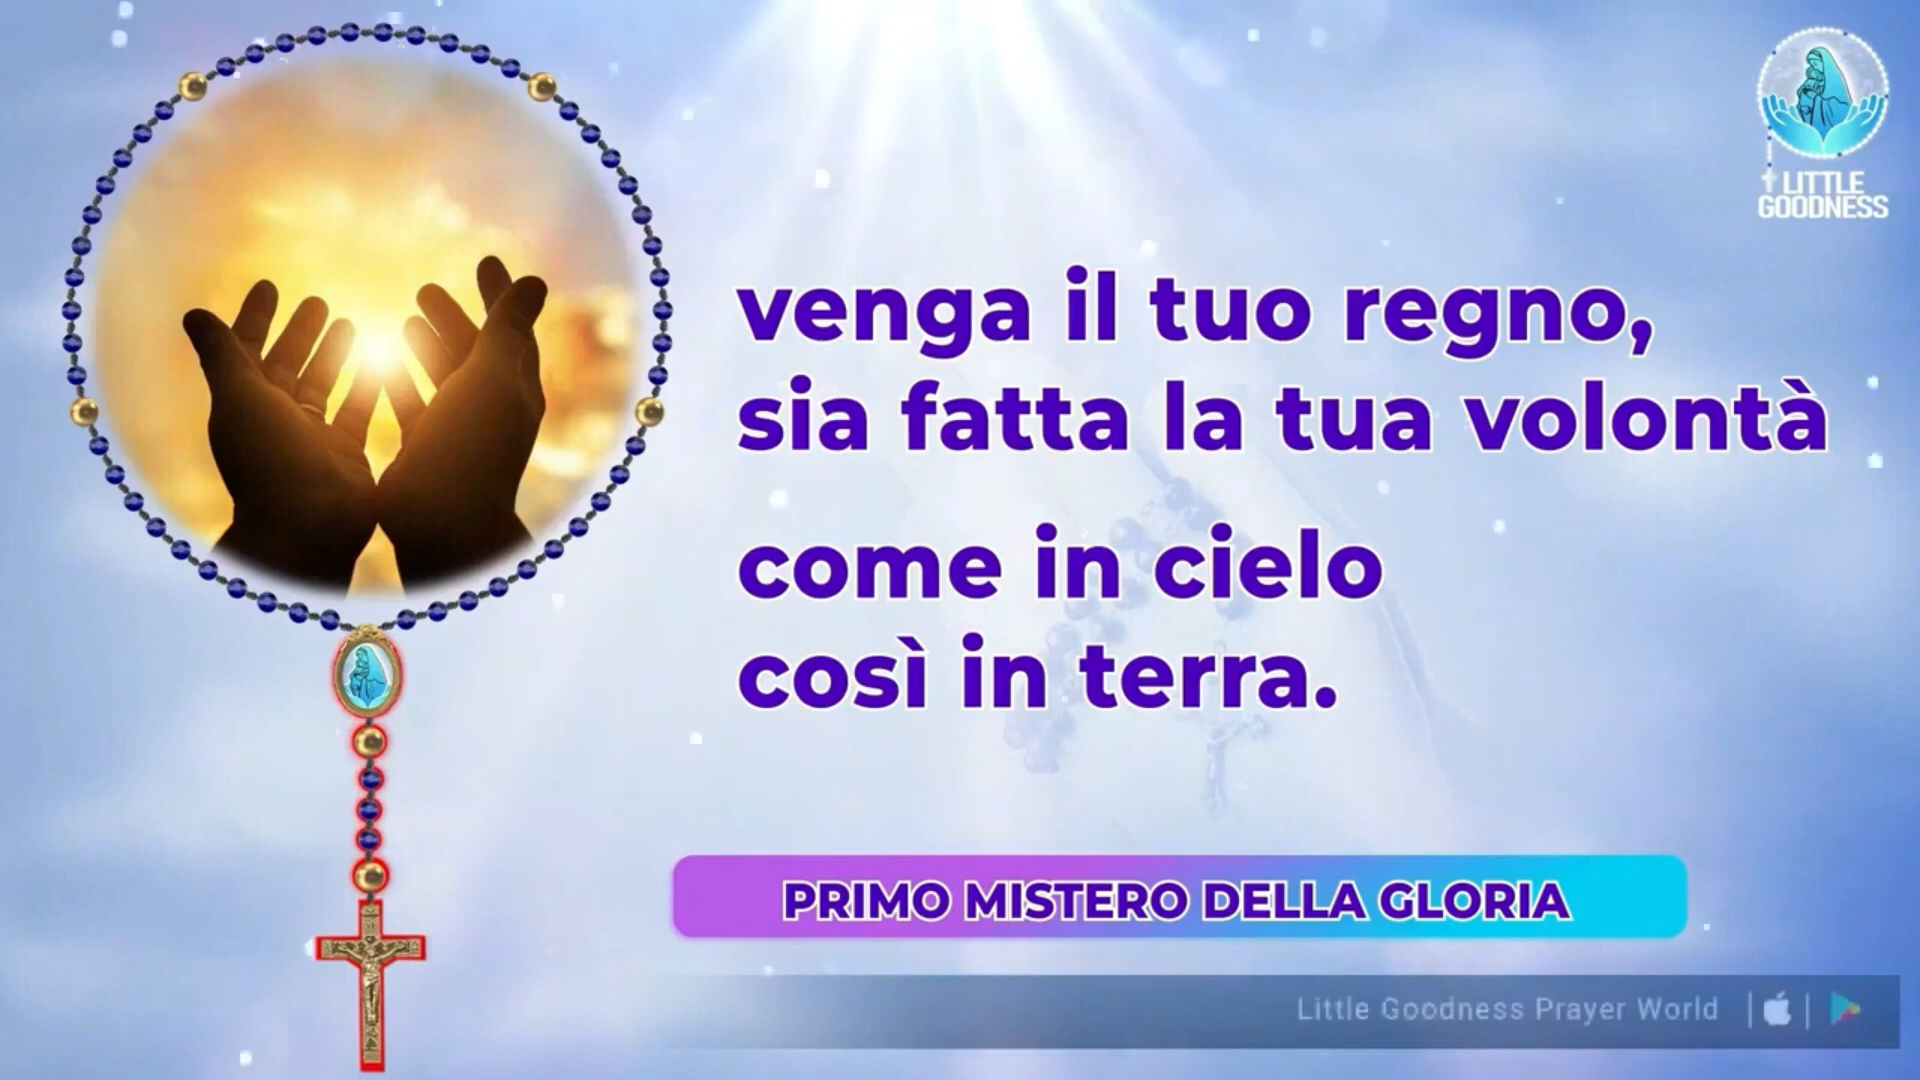 LITTLE
GOODNESS
venga il tuo regno,
sia fatta la tua volontà
come in cielo
così in terra.
PRIMO MISTERO DELLA GLORIA
Little Goodness Prayer World